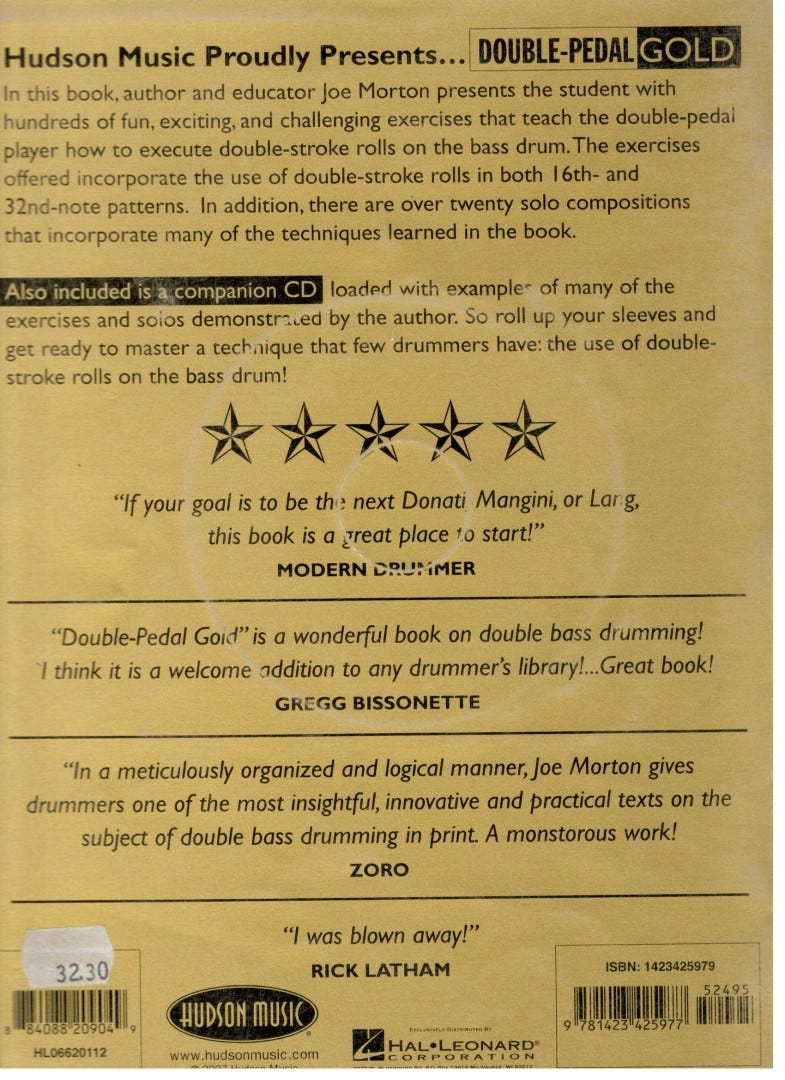 Hudson Music Proudly Presents... DOUBLE-PEDAL GOLD
In this book, author and educator Joe Morton presents the student with
hundreds of fun, exciting, and challenging exercises that teach the double-pedal
player how to execute double-stroke rolls on the bass drum. The exercises
offered incorporate the use of double-stroke rolls in both 16th- and
32nd-note patterns. In addition, there are over twenty solo compositions
that incorporate many of the techniques learned in the book.
Also included is a companion CD loaded with examples of many of the
exercises and solos demonstrated by the author. So roll up your sleeves and
get ready to master a technique that few drummers have: the use of double-
stroke rolls on the bass drum!
"If your goal is to be the next Donati Mangini, or Lang,
this book is a great place to start!"
MODERN DRUMMER
"Double-Pedal Gold" is a wonderful book on double bass drumming!
I think it is a welcome addition to any drummer's library!...Great book!
GREGG BISSONETTE
"In a meticulously organized and logical manner, Joe Morton gives
drummers one of the most insightful, innovative and practical texts on the
subject of double bass drumming in print. A monstorous work!
ZORO
"I was blown away!"
RICK LATHAM
32.30
8 84088 20904 9
HL06620112
HUDSON MUSIC
www.hudsonmusic.com
© 2007 Hudson Music
EXCLUSIVELY DISTRIBUTED BY
HAL•LEONARD®
CORPORATION
ISBN: 1423425979
52495
9 781423 425977